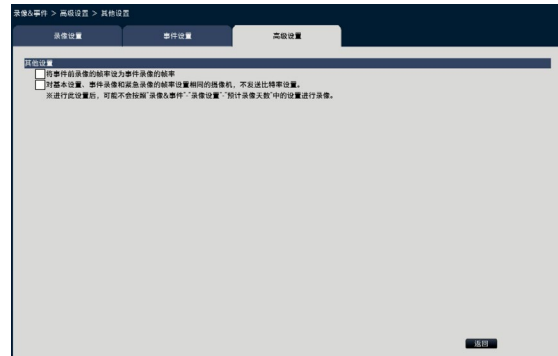 录像&事件 > 高级设置 > 其他设置
录像设置 事件设置 高级设置
其他设置
将事件前录像的帧率设为事件录像的帧率
对基本设置、事件录像和紧急录像的帧率设置相同的摄像机，不发送比特率设置。
※进行此设置后，可能不会按照"录像&事件"-"录像设置"-"预计录像天数"中的设置进行录像。
返回